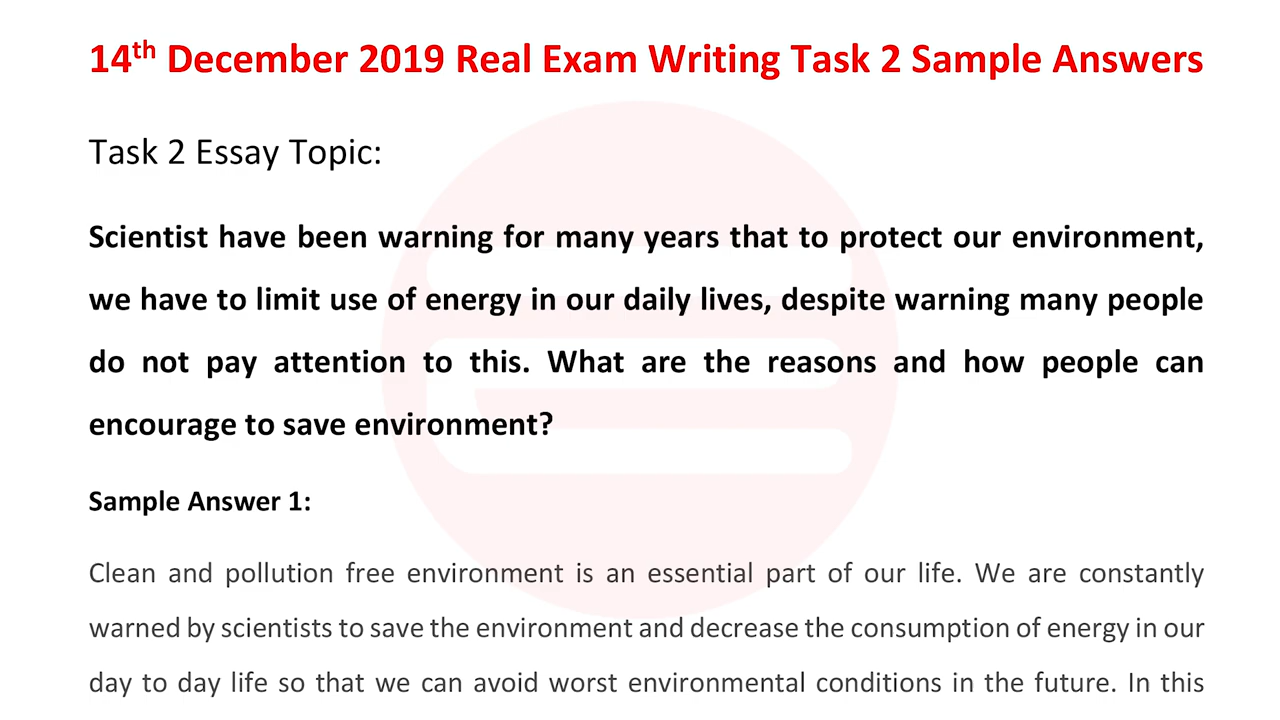 14th December 2019 Real Exam Writing Task 2 Sample Answers
Task 2 Essay Topic:
Scientist have been warning for many years that to protect our environment,
we have to limit use of energy in our daily lives, despite warning many people
do not pay attention to this. What are the reasons and how people can
encourage to save environment?
Sample Answer 1:
Clean and pollution free environment is an essential part of our life. We are constantly
warned by scientists to save the environment and decrease the consumption of energy in our
day to day life so that we can avoid worst environmental conditions in the future. In this